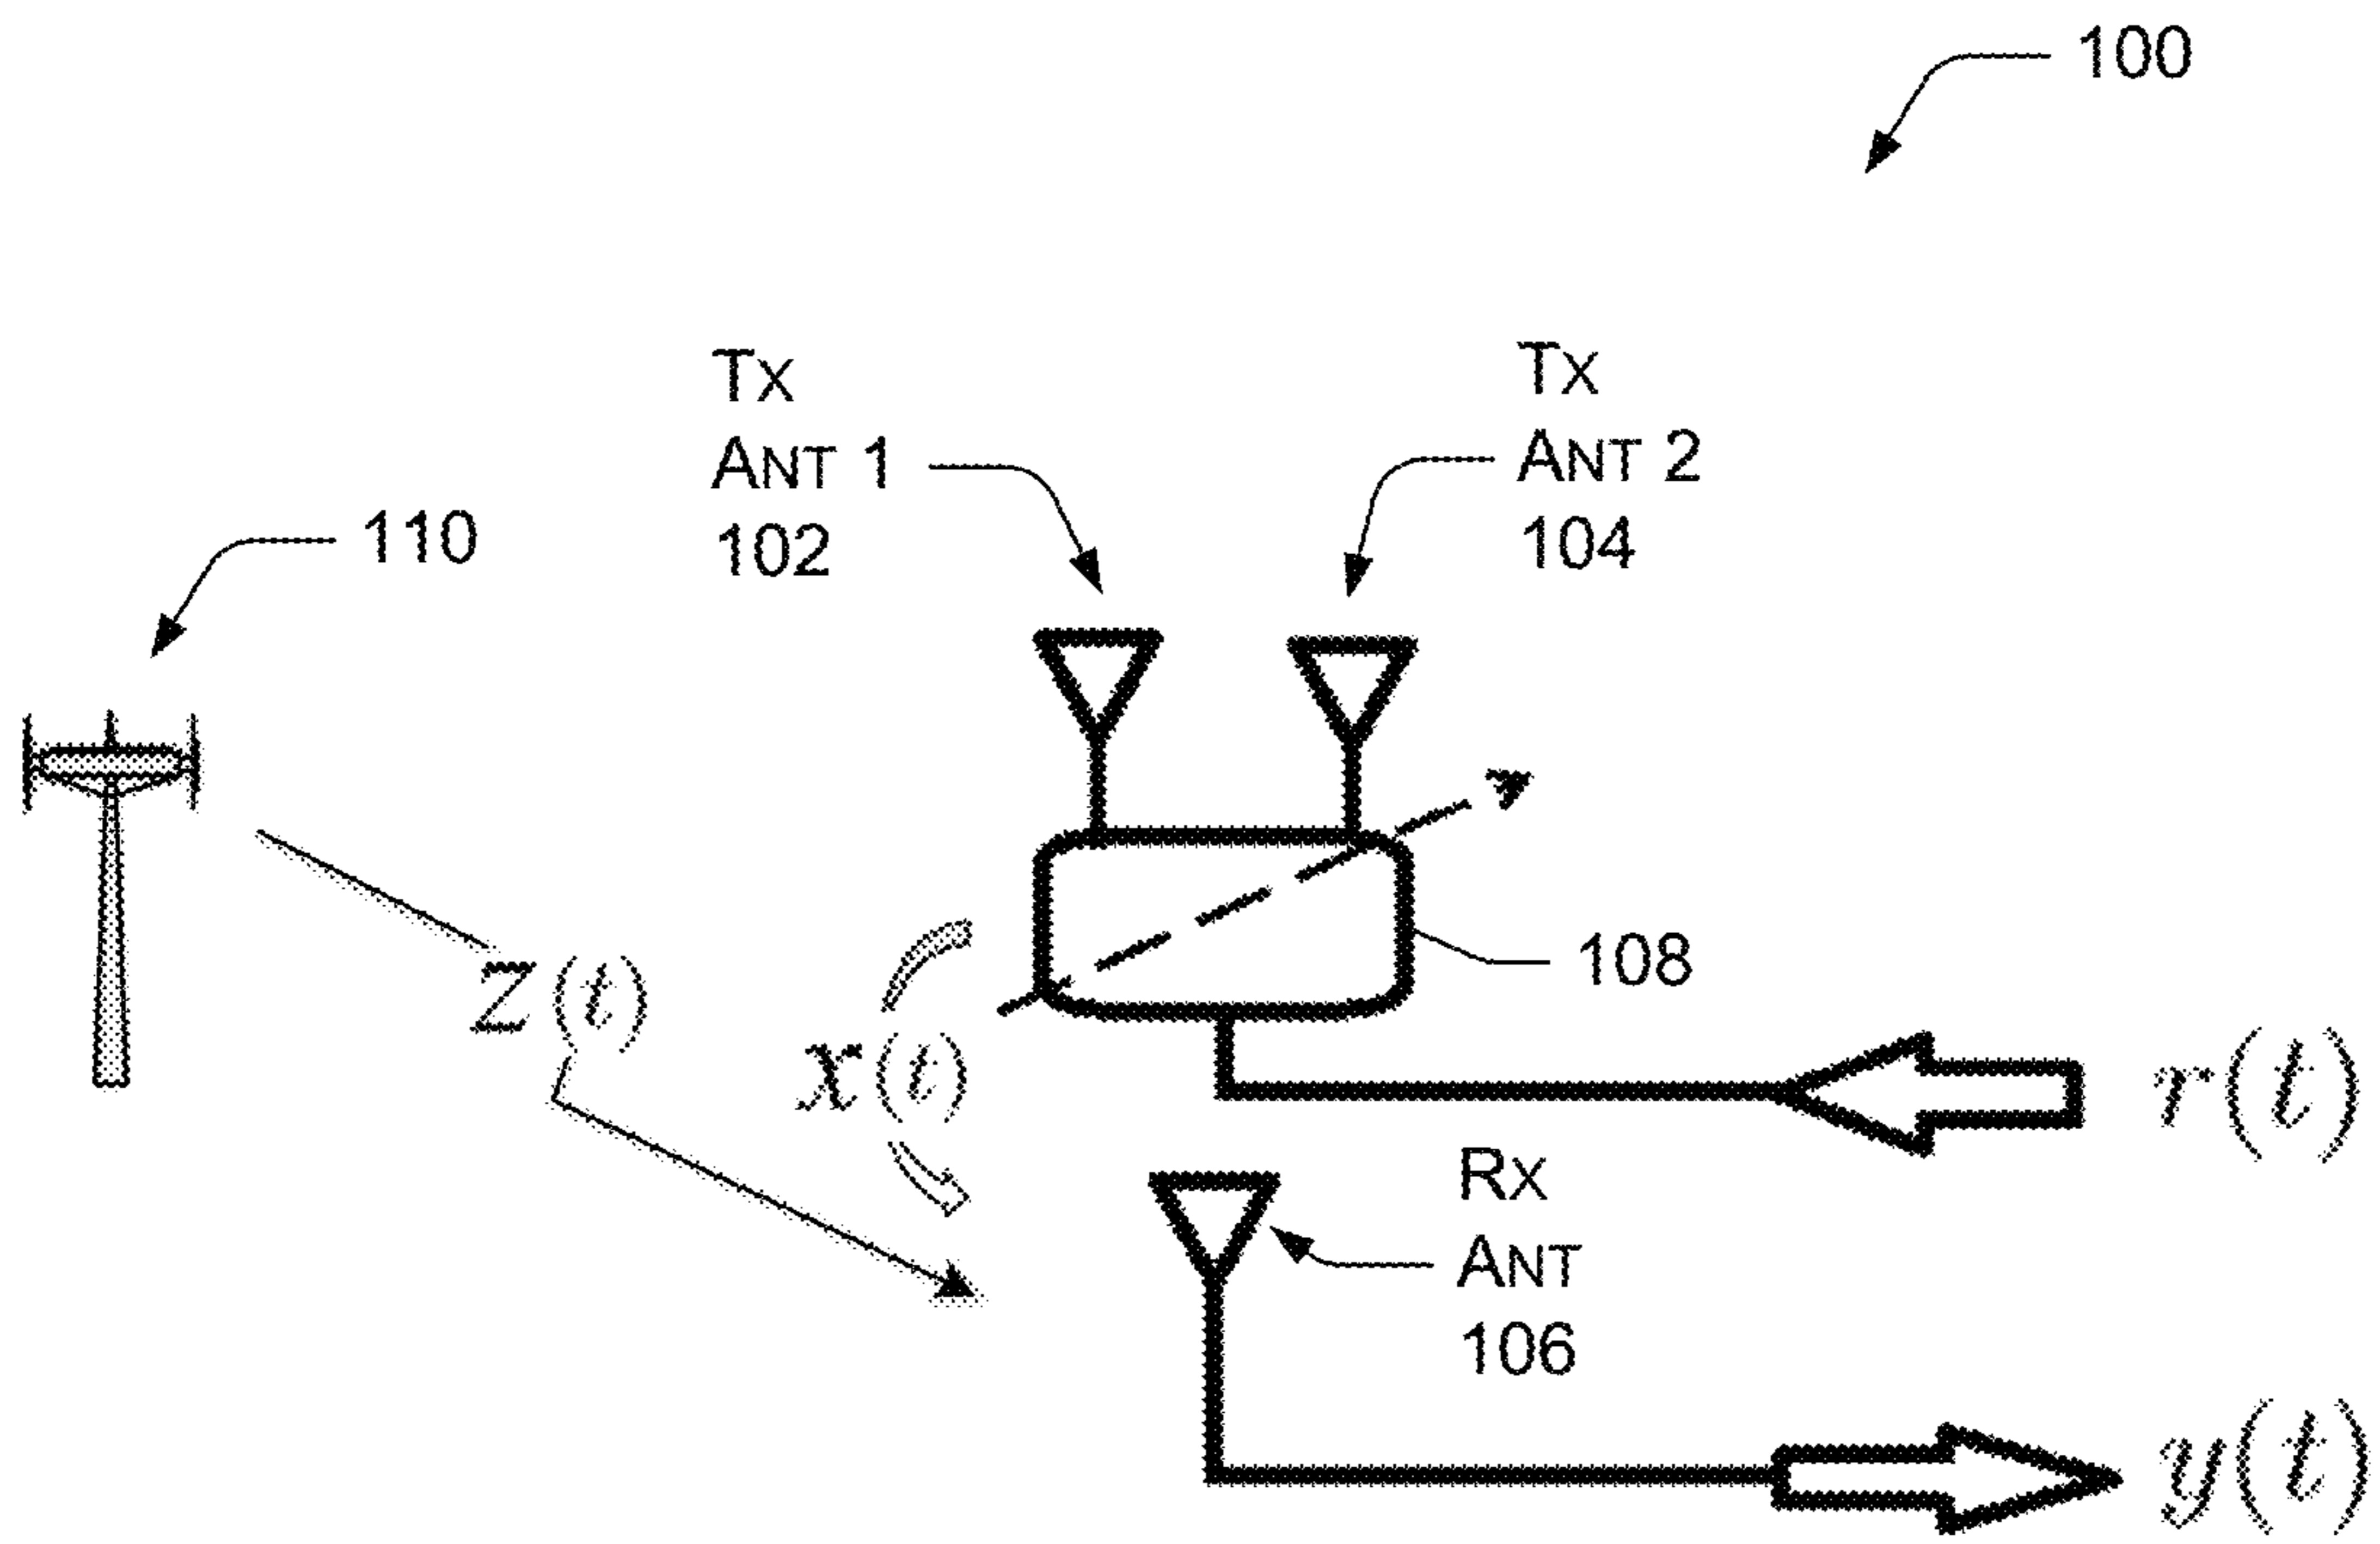 100
Tx
ANT 1
102
Tx
ANT 2
104
110
108
Z(t)
x(t)
r(t)
Rx
ANT
106
y(t)